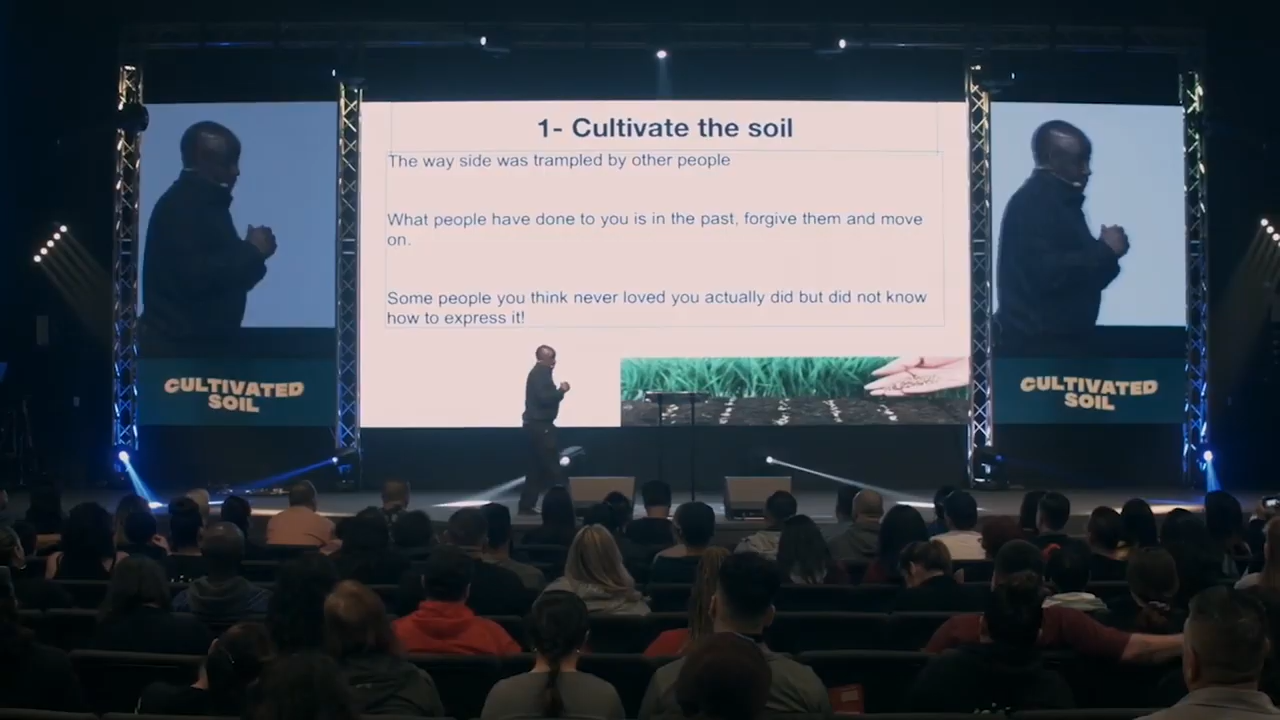 1- Cultivate the soil
The way side was trampled by other people
What people have done to you is in the past, forgive them and move
on.
Some people you think never loved you actually did but did not know
how to express it!
CULTIVATED
SOIL
CULTIVATED
SOIL